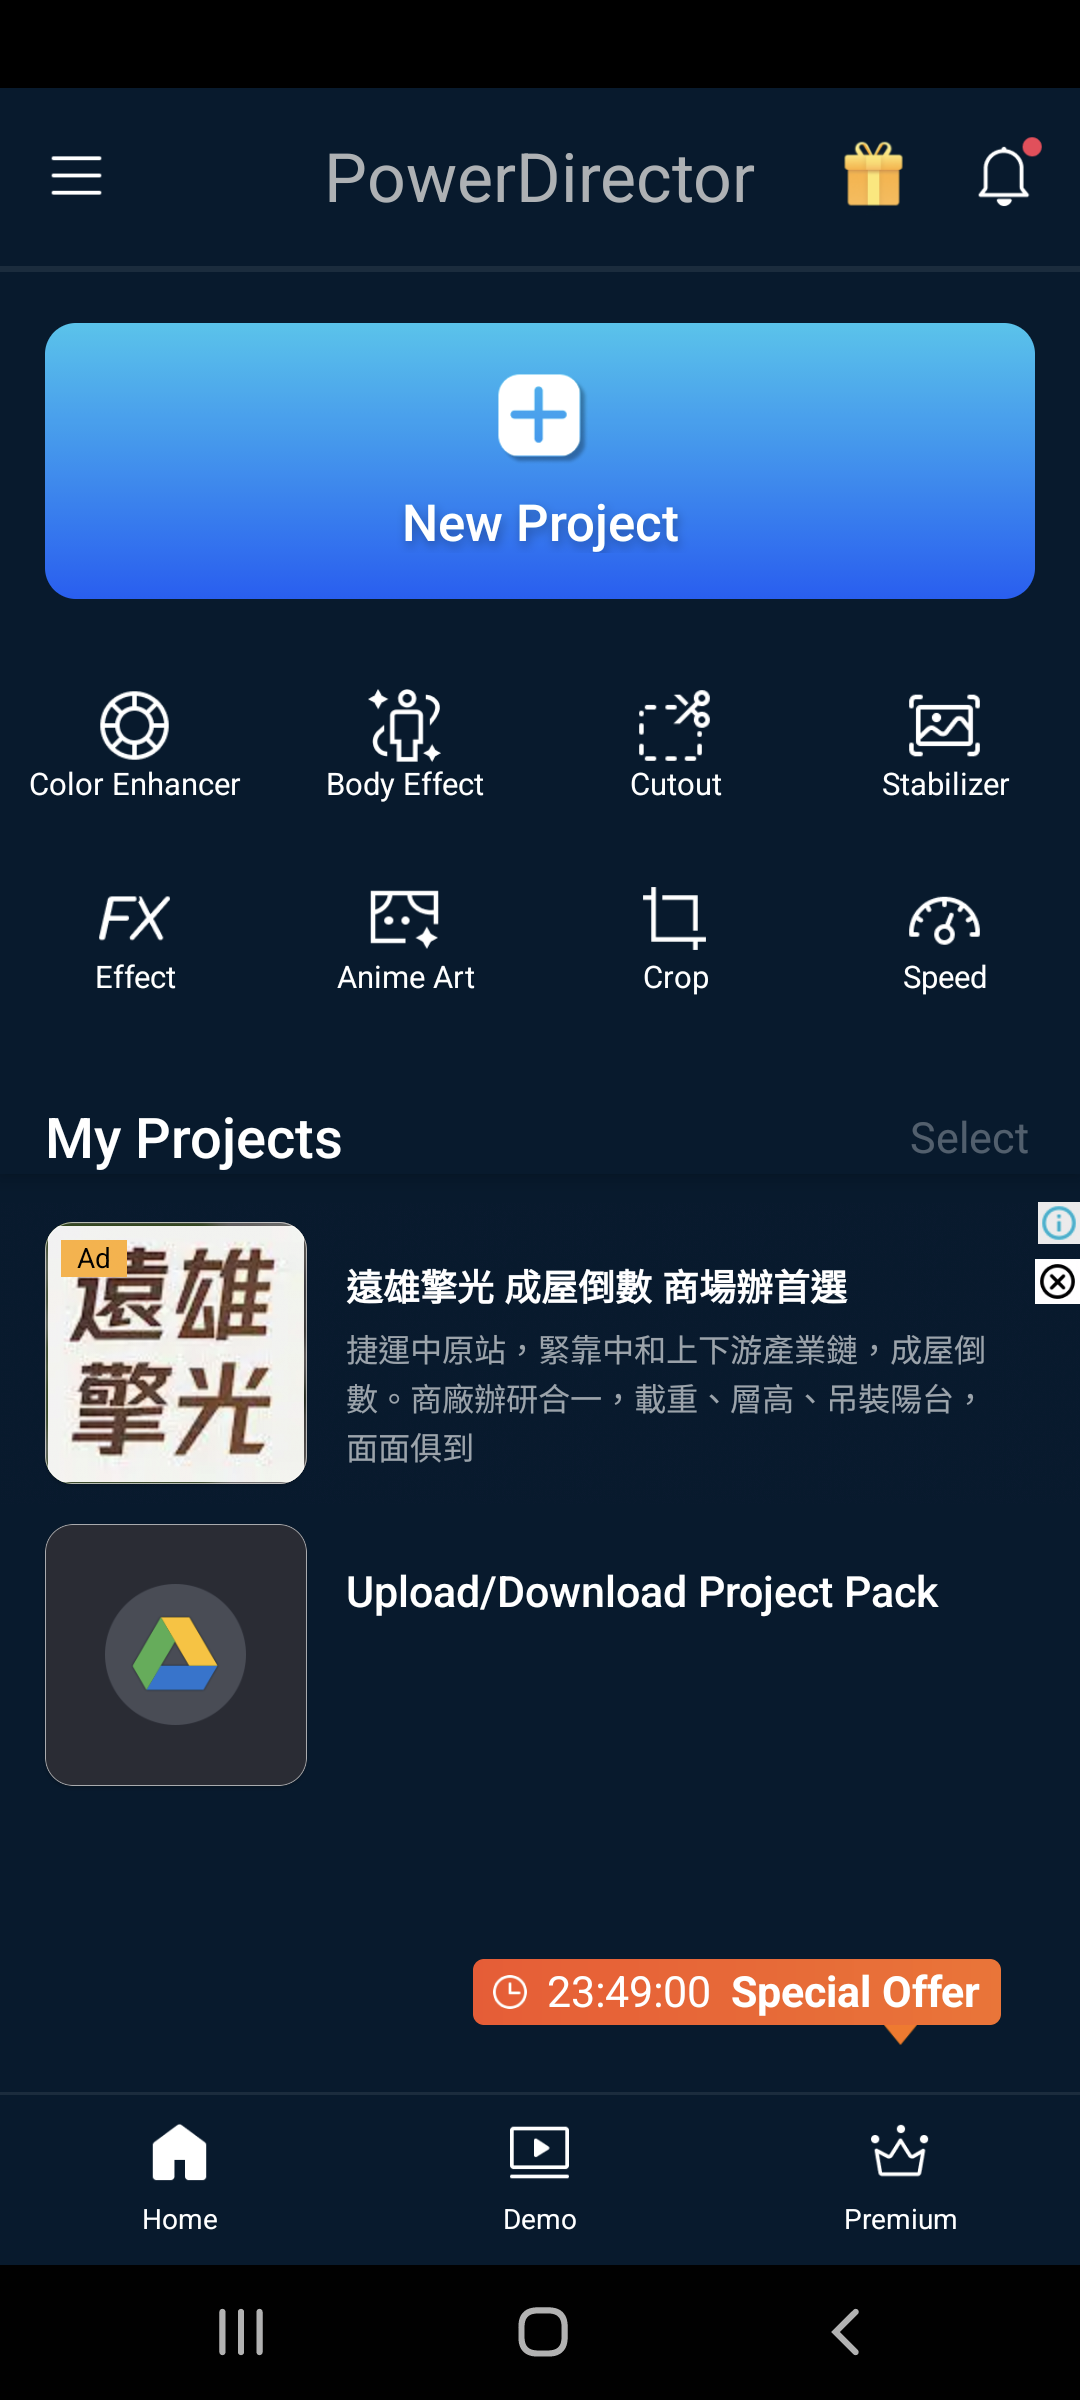 PowerDirector
New Project
Color Enhancer
Body Effect
Cutout
Stabilizer
FX
Effect
Anime Art
Crop
Speed
My Projects
Select
Ad
遠雄
擎光
遠雄擎光 成屋倒數 商場辦首選
捷運中原站，緊靠中和上下游產業鏈，成屋倒
數。商廠辦研合一，載重、層高、吊裝陽台，
面面俱到
Upload/Download Project Pack
23:49:00 Special Offer
Home
Demo
Premium